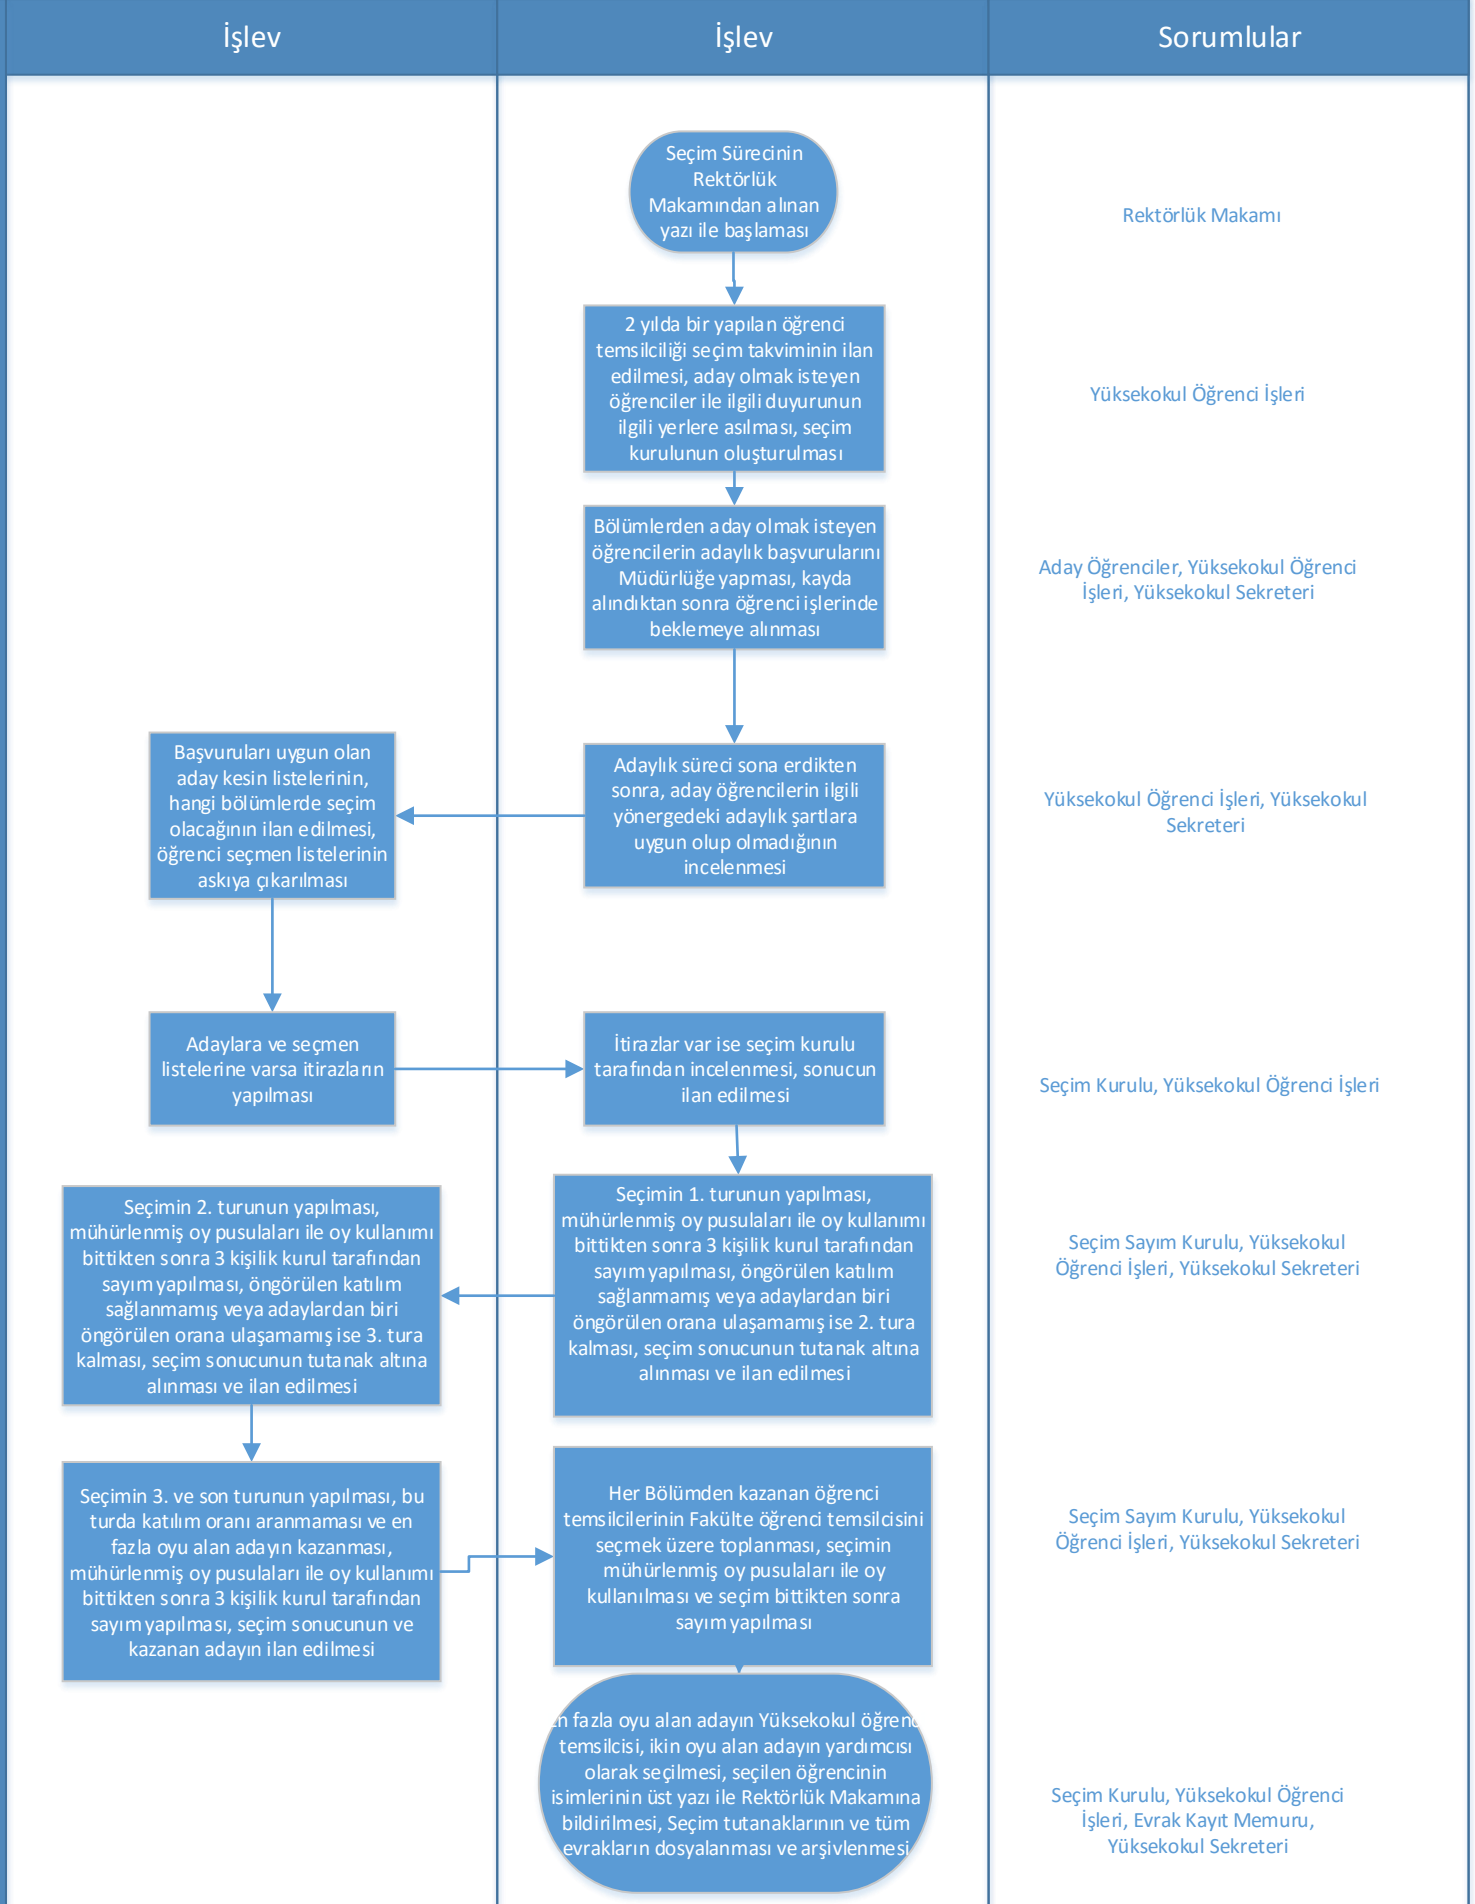 İşlev
İşlev
Sorumlular
Seçim Sürecinin
Rektörlük
Makamından alınan
yazı ile başlaması
Rektörlük Makamı
2 yılda bir yapılan öğrenci
temsilciliği seçim takviminin ilan
edilmesi, aday olmak isteyen
öğrenciler ile ilgili duyurunun
ilgili yerlere asılması, seçim
kurulunun oluşturulması
Yüksekokul Öğrenci İşleri
Bölümlerden aday olmak isteyen
öğrencilerin adaylık başvurularını
Müdürlüğe yapması, kayda
alındıktan sonra öğrenci işlerinde
beklemeye alınması
Aday Öğrenciler, Yüksekokul Öğrenci
İşleri, Yüksekokul Sekreteri
Adaylık süreci sona erdikten
sonra, aday öğrencilerin ilgili
yönergedeki adaylık şartlara
uygun olup olmadığının
incelenmesi
Yüksekokul Öğrenci İşleri, Yüksekokul
Sekreteri
Başvuruları uygun olan
aday kesin listelerinin,
hangi bölümlerde seçim
olacağının ilan edilmesi,
öğrenci seçmen listelerinin
askıya çıkarılması
Adaylara ve seçmen
listelerine varsa itirazların
yapılması
İtirazlar var ise seçim kurulu
tarafından incelenmesi, sonucun
ilan edilmesi
Seçim Kurulu, Yüksekokul Öğrenci İşleri
Seçimin 1. turunun yapılması,
mühürlenmiş oy pusulaları ile oy kullanımı
bittikten sonra 3 kişilik kurul tarafından
sayım yapılması, öngörülen katılım
sağlanmamış veya adaylardan biri
öngörülen orana ulaşamamış ise 2. tura
kalması, seçim sonucunun tutanak altına
alınması ve ilan edilmesi
Seçim Sayım Kurulu, Yüksekokul
Öğrenci İşleri, Yüksekokul Sekreteri
Seçimin 2. turunun yapılması,
mühürlenmiş oy pusulaları ile oy kullanımı
bittikten sonra 3 kişilik kurul tarafından
sayım yapılması, öngörülen katılım
sağlanmamış veya adaylardan biri
öngörülen orana ulaşamamış ise 3. tura
kalması, seçim sonucunun tutanak altına
alınması ve ilan edilmesi
Seçimin 3. ve son turunun yapılması, bu
turda katılım oranı aranmaması ve en
fazla oyu alan adayın kazanması,
mühürlenmiş oy pusulaları ile oy kullanımı
bittikten sonra 3 kişilik kurul tarafından
sayım yapılması, seçim sonucunun ve
kazanan adayın ilan edilmesi
Her Bölümden kazanan öğrenci
temsilcilerinin Fakülte öğrenci temsilcisini
seçmek üzere toplanması, seçimin
mühürlenmiş oy pusulaları ile oy
kullanılması ve seçim bittikten sonra
sayım yapılması
Seçim Sayım Kurulu, Yüksekokul
Öğrenci İşleri, Yüksekokul Sekreteri
En fazla oyu alan adayın Yüksekokul öğrenci
temsilcisi, ikin oyu alan adayın yardımcısı
olarak seçilmesi, seçilen öğrencinin
isimlerinin üst yazı ile Rektörlük Makamına
bildirilmesi, Seçim tutanaklarının ve tüm
evrakların dosyalanması ve arşivlenmesi
Seçim Kurulu, Yüksekokul Öğrenci
İşleri, Evrak Kayıt Memuru,
Yüksekokul Sekreteri